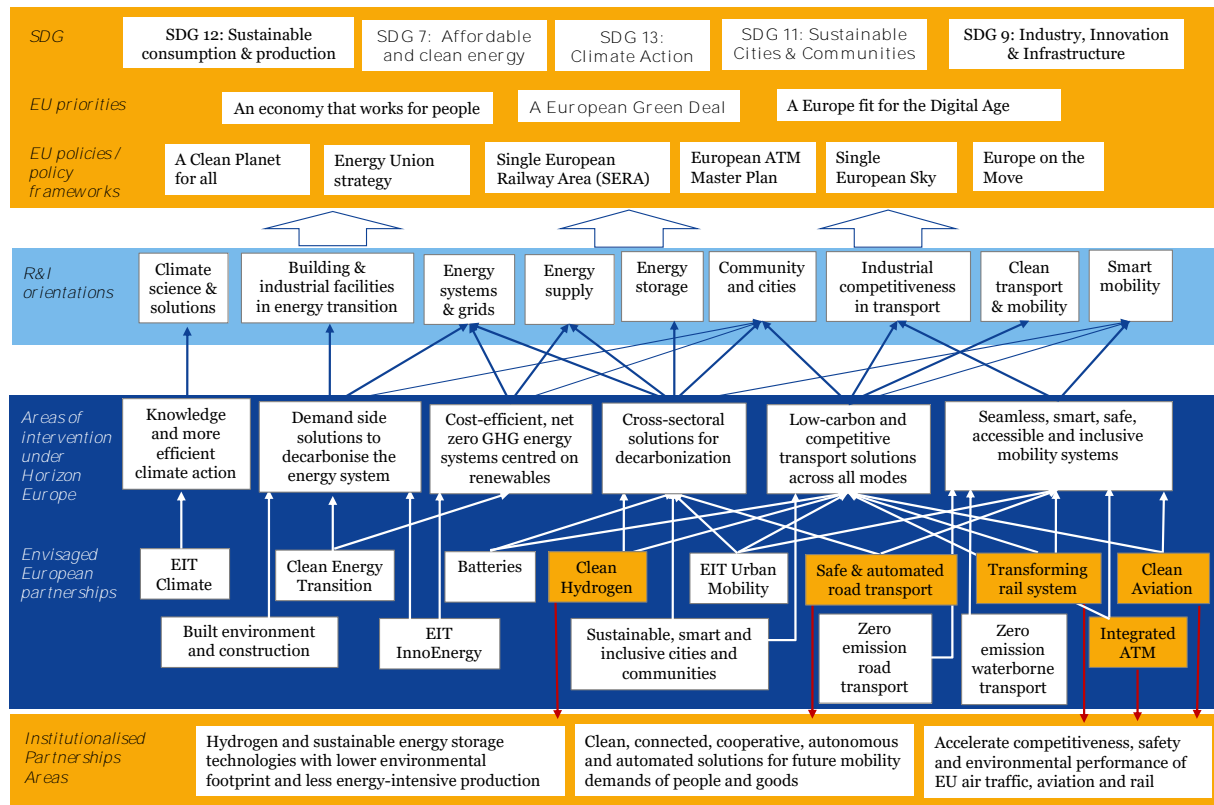 SDG
SDG 12: Sustainable
consumption & production
SDG 7: Affordable
and clean energy
SDG 13:
Climate Action
SDG 11: Sustainable
Cities & Communities
SDG 9: Industry, Innovation
& Infrastructure
EU priorities
An economy that works for people
A European Green Deal
A Europe fit for the Digital Age
EU policies/
policy
frameworks
A Clean Planet
for all
Energy Union
strategy
Single European
Railway Area (SERA)
European ATM
Master Plan
Single
European Sky
Europe on the
Move
R&I
orientations
Climate
science &
solutions
Building &
industrial facilities
in energy transition
Energy
systems
& grids
Energy
supply
Energy
storage
Community
and cities
Industrial
competitiveness
in transport
Clean
transport
& mobility
Smart
mobility
Areas of
intervention
under
Horizon
Europe
Knowledge
and more
efficient
climate action
Demand side
solutions to
decarbonise the
energy system
Cost-efficient, net
zero GHG energy
systems centred on
renewables
Cross-sectoral
solutions for
decarbonization
Low-carbon and
competitive
transport solutions
across all modes
Seamless, smart, safe,
accessible and inclusive
mobility systems
Envisaged
European
partnerships
EIT
Climate
Clean Energy
Transition
Batteries
Clean
Hydrogen
EIT Urban
Mobility
Safe & automated
road transport
Transforming
rail system
Clean
Aviation
Built environment
and construction
EIT
InnoEnergy
Sustainable, smart and
inclusive cities and
communities
Zero
emission
road
transport
Zero
emission
waterborne
transport
Integrated
ATM
Institutionalised
Partnerships
Areas
Hydrogen and sustainable energy storage
technologies with lower environmental
footprint and less energy-intensive production
Clean, connected, cooperative, autonomous
and automated solutions for future mobility
demands of people and goods
Accelerate competitiveness, safety
and environmental performance of
EU air traffic, aviation and rail